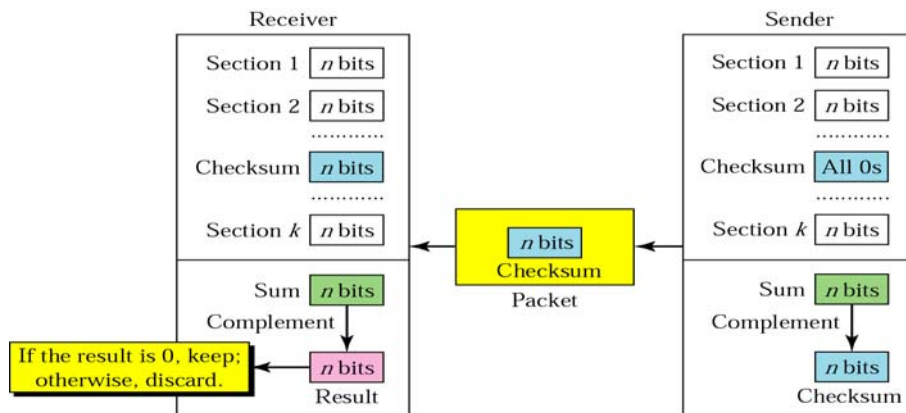 Receiver
Section 1 n bits
Section 2 n bits
............
Checksum n bits
............
Section k n bits
Sum n bits
Complement
n bits
Result
If the result is 0, keep;
otherwise, discard.
n bits
Checksum
Packet
Sender
Section 1 n bits
Section 2 n bits
............
Checksum All 0s
............
Section k n bits
Sum n bits
Complement
n bits
Checksum